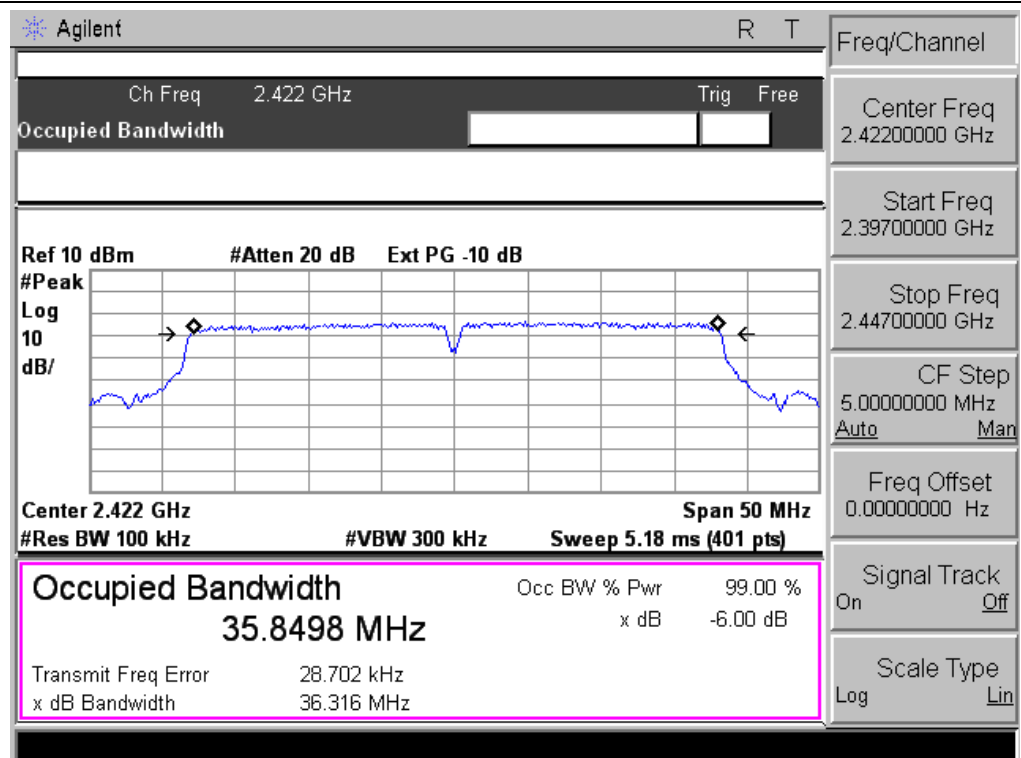 Agilent R T
Freq/Channel
Ch Freq 2.422 GHz Trig Free
Occupied Bandwidth
Center Freq
2.42200000 GHz
Start Freq
2.39700000 GHz
Stop Freq
2.44700000 GHz
CF Step
5.00000000 MHz
Auto Man
Freq Offset
0.00000000 Hz
Signal Track
On Off
Scale Type
Log Lin
Ref 10 dBm #Atten 20 dB Ext PG -10 dB
#Peak
Log
10
dB/
Center 2.422 GHz Span 50 MHz
#Res BW 100 kHz #VBW 300 kHz Sweep 5.18 ms (401 pts)
Occupied Bandwidth Occ BW % Pwr 99.00 %
35.8498 MHz x dB -6.00 dB
Transmit Freq Error 28.702 kHz
x dB Bandwidth 36.316 MHz